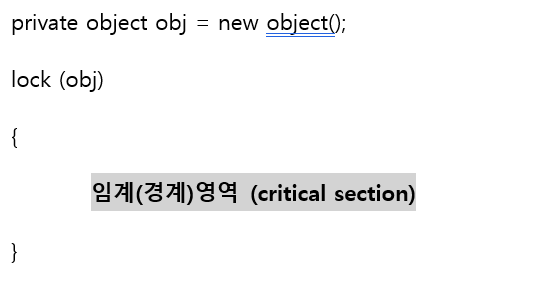 private object obj = new object();
lock (obj)
{
임계(경계)영역 (critical section)
}